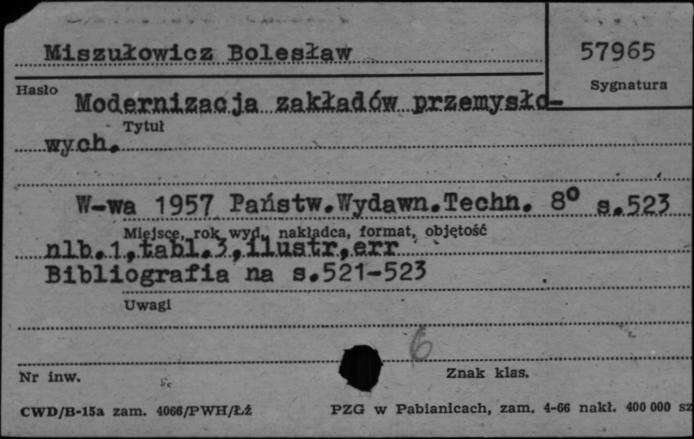 Miszułowicz Bolesław
57965
Sygnatura
Hasło
Modernizacja zakładów przemysło-
Tytuł
wych.
W-wa 1957 Państw.Wydawn.Techn. 8º s.523
Miejsce, rok wyd., nakładca, format, objętość
nlb.1,tabl.3,ilustr,err
Bibliografia na s.521-523
Uwagi
6
Nr inw.
Znak klas.
CWD/B-15a zam. 4066/PWH/Łź
PZG w Pabianicach, zam. 4-66 nakł. 400 000 sz